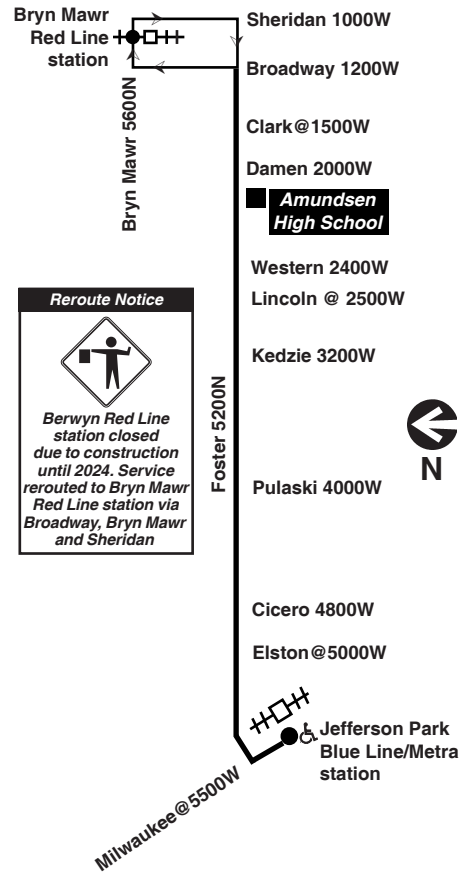 Bryn Mawr
Red Line
station
Sheridan 1000W
Broadway 1200W
Bryn Mawr 5600N
Clark@1500W
Damen 2000W
Amundsen
High School
Western 2400W
Lincoln @ 2500W
Kedzie 3200W
Reroute Notice
Berwyn Red Line
station closed
due to construction
until 2024. Service
rerouted to Bryn Mawr
Red Line station via
Broadway, Bryn Mawr
and Sheridan
Foster 5200N
N
Pulaski 4000W
Cicero 4800W
Elston@5000W
Jefferson Park
Blue Line/Metra
station
Milwaukee@5500W